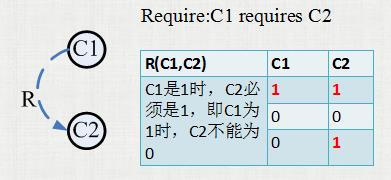 Require:C1 requires C2
C1
R
C2
R(C1,C2) C1 C2
C1是1时，C2必
须是1，即C1为
1时，C2不能为
0
1 1
0 0
0 1